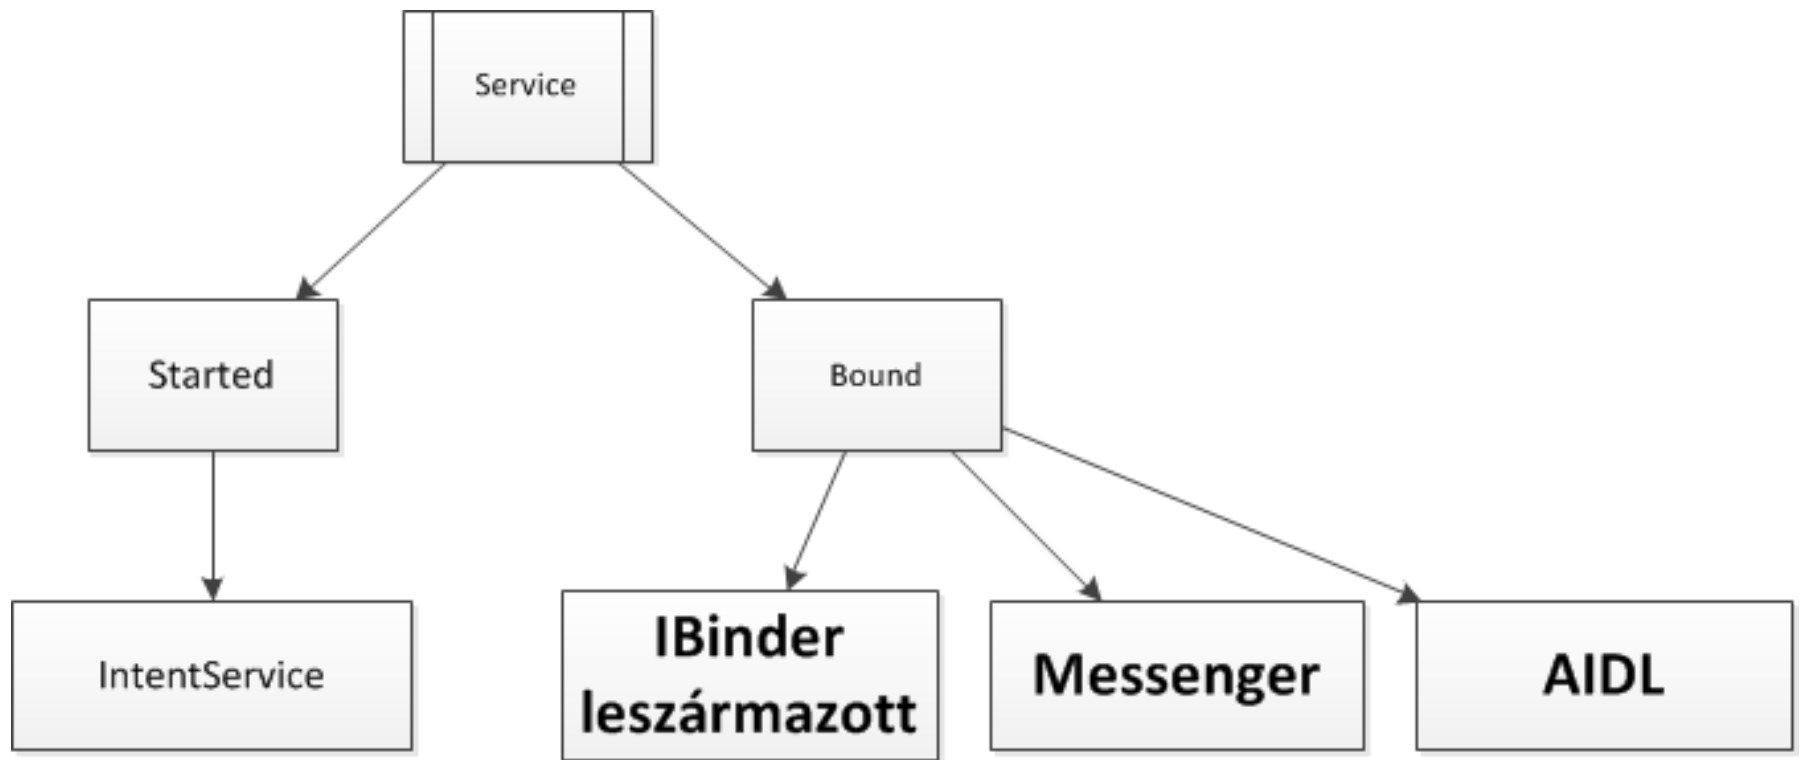 Service
Started
Bound
IntentService
IBinder
leszármazott
Messenger
AIDL